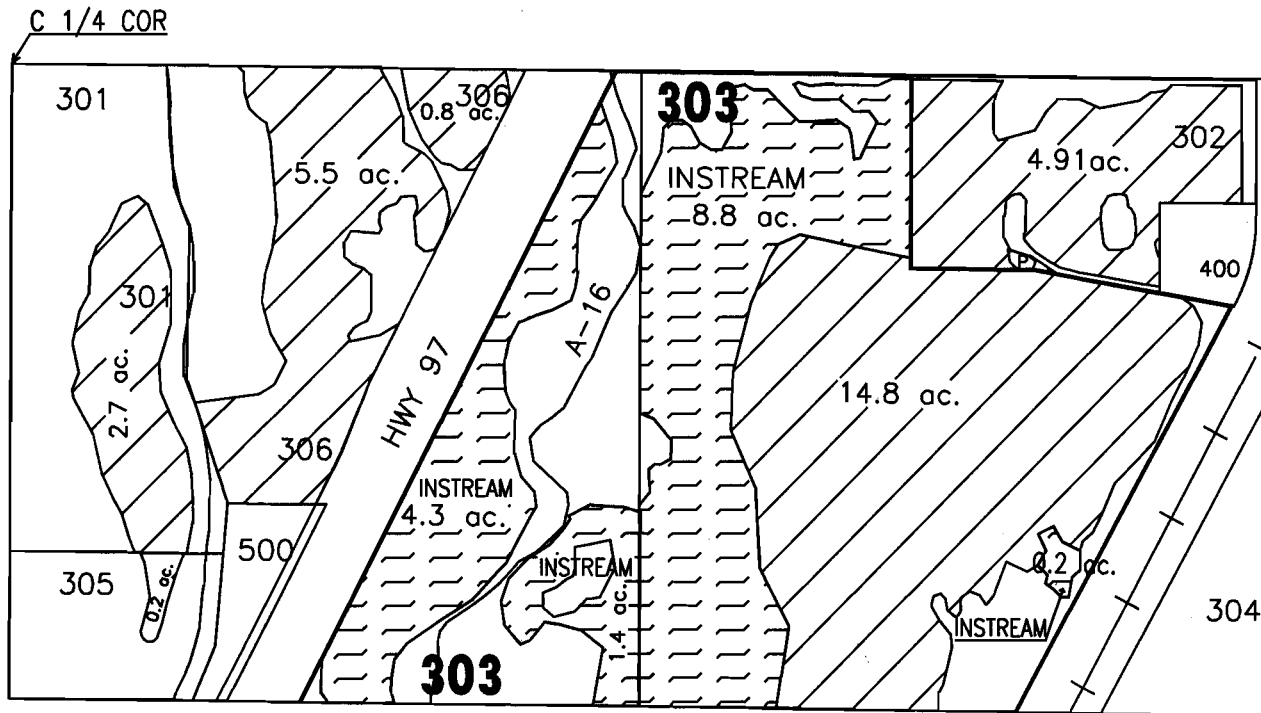 C 1/4 COR
301
306
0.8 ac.
303
302
5.5 ac.
4.91ac.
INSTREAM
8.8 ac.
P
400
301
2.7 ac.
A-16
HWY 97
14.8 ac.
306
INSTREAM
4.3 ac.
500
INSTREAM
1.4 ac.
0.2 ac.
305
0.2 ac.
INSTREAM
304
303